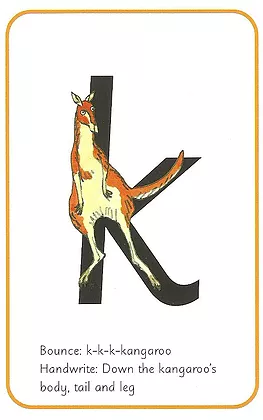 k
Bounce: k-k-k-kangaroo
Handwrite: Down the kangaroo's
body, tail and leg